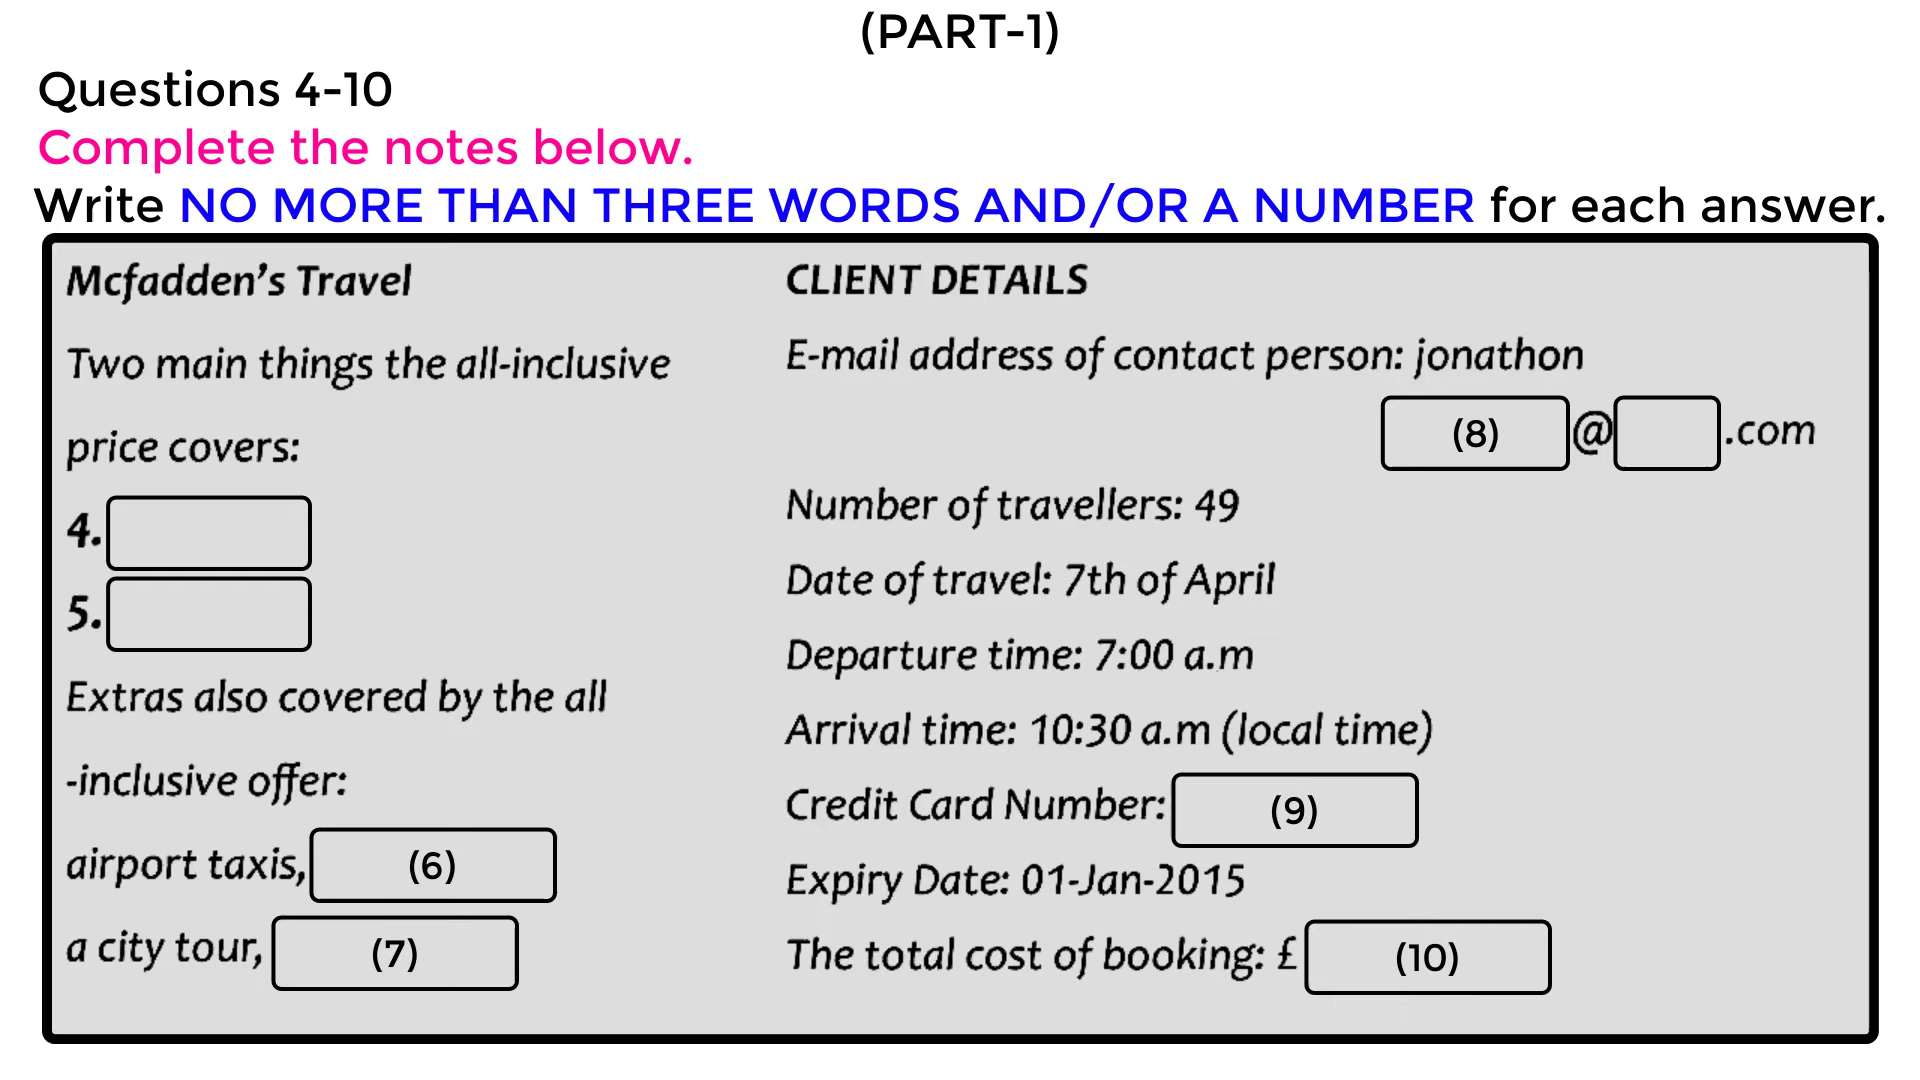 (PART-1)
Questions 4-10
Complete the notes below.
Write NO MORE THAN THREE WORDS AND/OR A NUMBER for each answer.
Mcfadden's Travel
Two main things the all-inclusive
price covers:
4.
5.
Extras also covered by the all
-inclusive offer:
airport taxis, (6)
a city tour, (7)
CLIENT DETAILS
E-mail address of contact person: jonathon
(8) @ .com
Number of travellers: 49
Date of travel: 7th of April
Departure time: 7:00 a.m
Arrival time: 10:30 a.m (local time)
Credit Card Number: (9)
Expiry Date: 01-Jan-2015
The total cost of booking: £ (10)